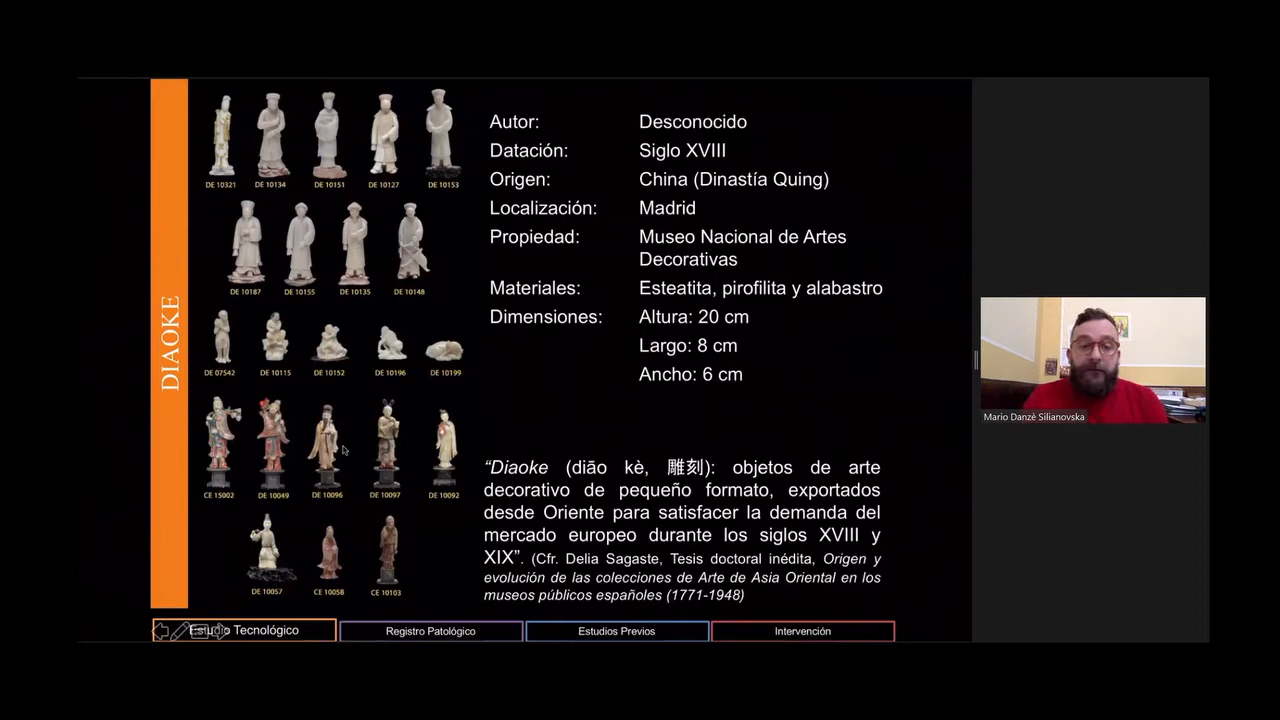 DIAOKE
DE 10321 DE 10134 DE 10151 DE 10127 DE 10153
DE 10187 DE 10155 DE 10135 DE 10148
DE 07542 DE 10115 DE 10152 DE 10196 DE 10199
CE 15002 DE 10049 DE 10096 DE 10097 DE 10092
DE 10057 CE 10058 CE 10103
Autor: Desconocido
Datación: Siglo XVIII
Origen: China (Dinastía Quing)
Localización: Madrid
Propiedad: Museo Nacional de Artes
Decorativas
Materiales: Esteatita, pirofilita y alabastro
Dimensiones: Altura: 20 cm
Largo: 8 cm
Ancho: 6 cm
“Diaoke (diāo kè, 雕刻): objetos de arte
decorativo de pequeño formato, exportados
desde Oriente para satisfacer la demanda del
mercado europeo durante los siglos XVIII y
XIX”. (Cfr. Delia Sagaste, Tesis doctoral inédita, Origen y
evolución de las colecciones de Arte de Asia Oriental en los
museos públicos españoles (1771-1948)
Estudio Tecnológico
Registro Patológico
Estudios Previos
Intervención
Mario Danzè Silianovska